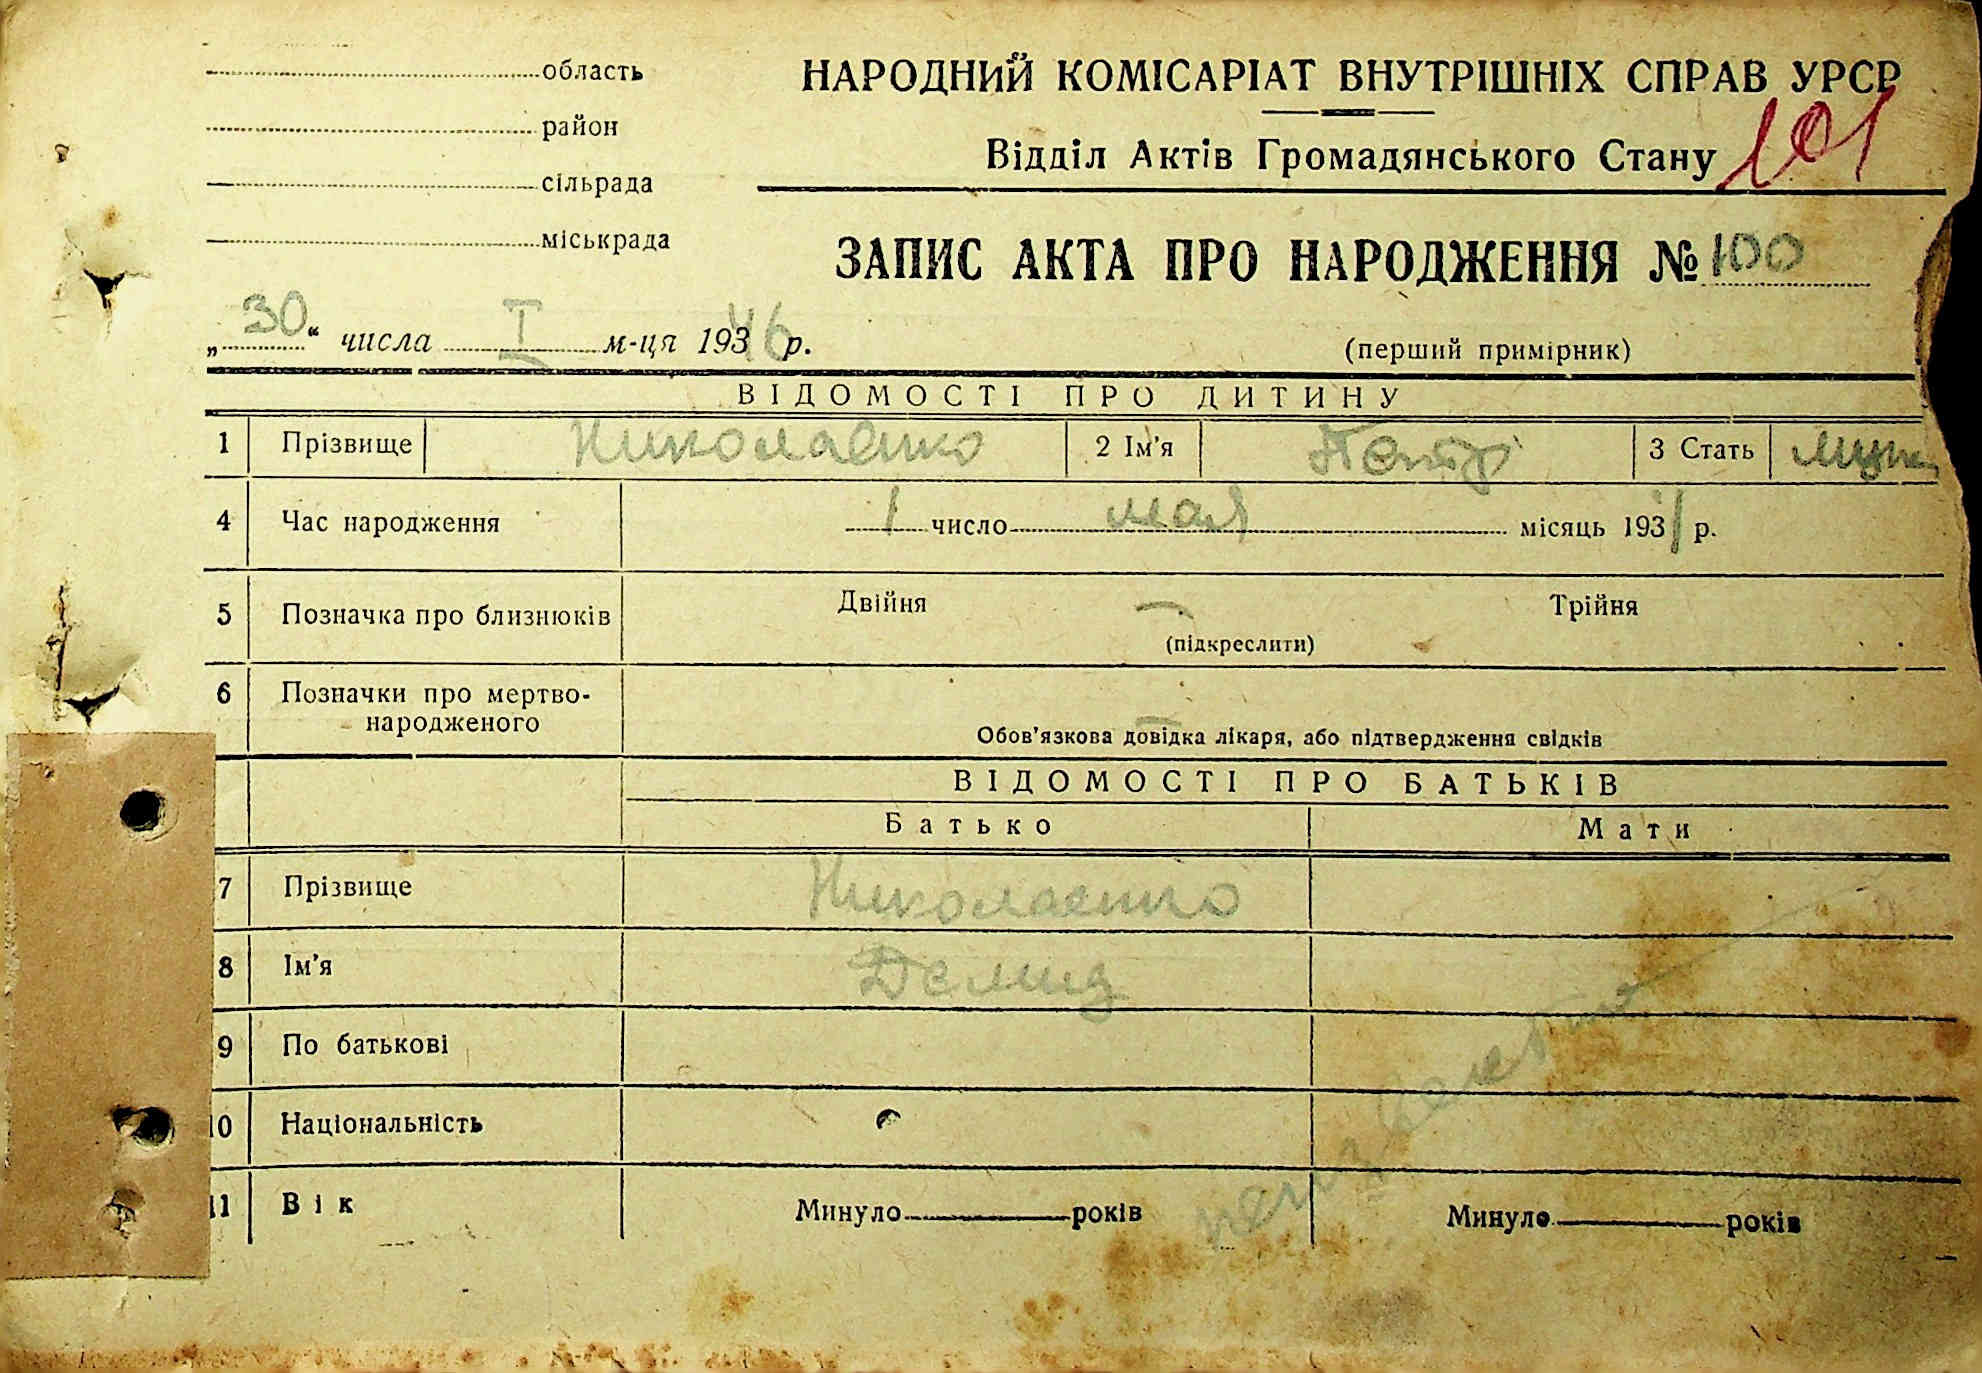 область
район
сільрада
міськрада
НАРОДНИЙ КОМІСАРІАТ ВНУТРІШНІХ СПРАВ УРСР
Відділ Актів Громадянського Стану 101
ЗАПИС АКТА ПРО НАРОДЖЕННЯ № 100
„30“ числа I м-ця 19346 р.
(перший примірник)
ВІДОМОСТІ ПРО ДИТИНУ
1 Прізвище Николаенко 2 Ім'я Петр 3 Стать
4 Час народження 1 число мая місяць 1931 р.
5 Позначка про близнюків Двійня Трійня
(підкреслити)
6 Позначки про мертво-
народженого
Обов'язкова довідка лікаря, або підтвердження свідків
ВІДОМОСТІ ПРО БАТЬКІВ
Батько Мати
7 Прізвище Николаенко
8 Ім'я Демид
9 По батькові
10 Національність
11 Вік Минуло років Минуло років
неизвестно